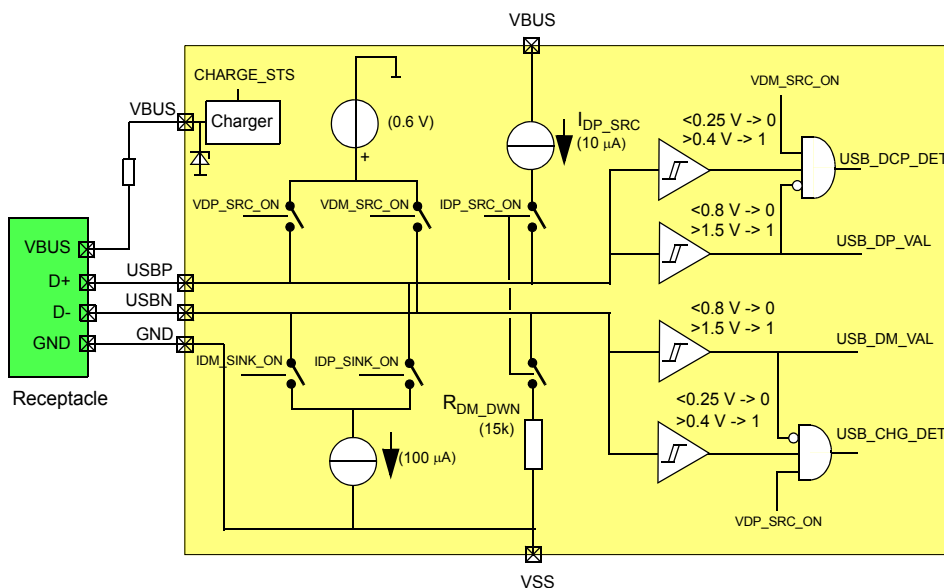 VBUS
CHARGE_STS
VDM_SRC_ON
VBUS
Charger
(0.6 V)
+
I_DP_SRC
(10 µA)
<0.25 V -> 0
>0.4 V -> 1
USB_DCP_DET
VDP_SRC_ON
VDM_SRC_ON
IDP_SRC_ON
<0.8 V -> 0
>1.5 V -> 1
USB_DP_VAL
VBUS
D+
USBP
D-
USBN
GND
GND
<0.8 V -> 0
>1.5 V -> 1
USB_DM_VAL
IDM_SINK_ON
IDP_SINK_ON
Receptacle
R_DM_DWN
(15k)
<0.25 V -> 0
>0.4 V -> 1
USB_CHG_DET
(100 µA)
VDP_SRC_ON
VSS